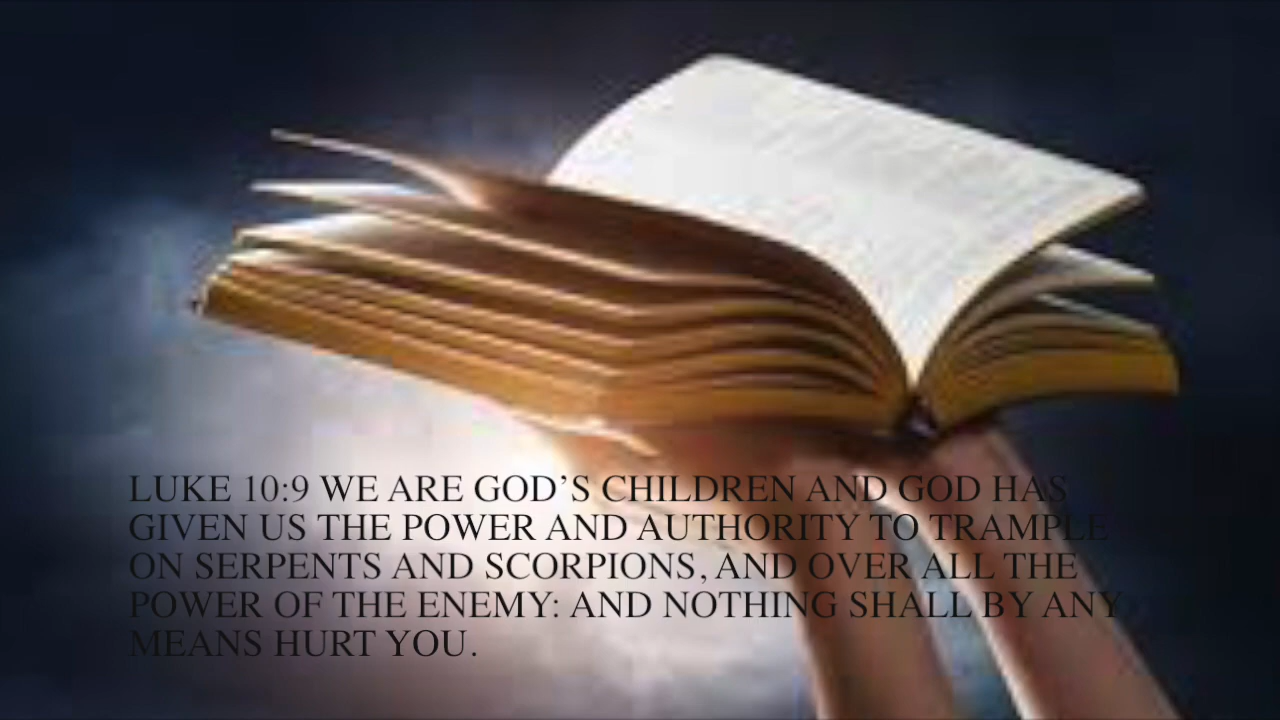 LUKE 10:9 WE ARE GOD’S CHILDREN AND GOD HAS
GIVEN US THE POWER AND AUTHORITY TO TRAMPLE
ON SERPENTS AND SCORPIONS, AND OVER ALL THE
POWER OF THE ENEMY: AND NOTHING SHALL BY ANY
MEANS HURT YOU.